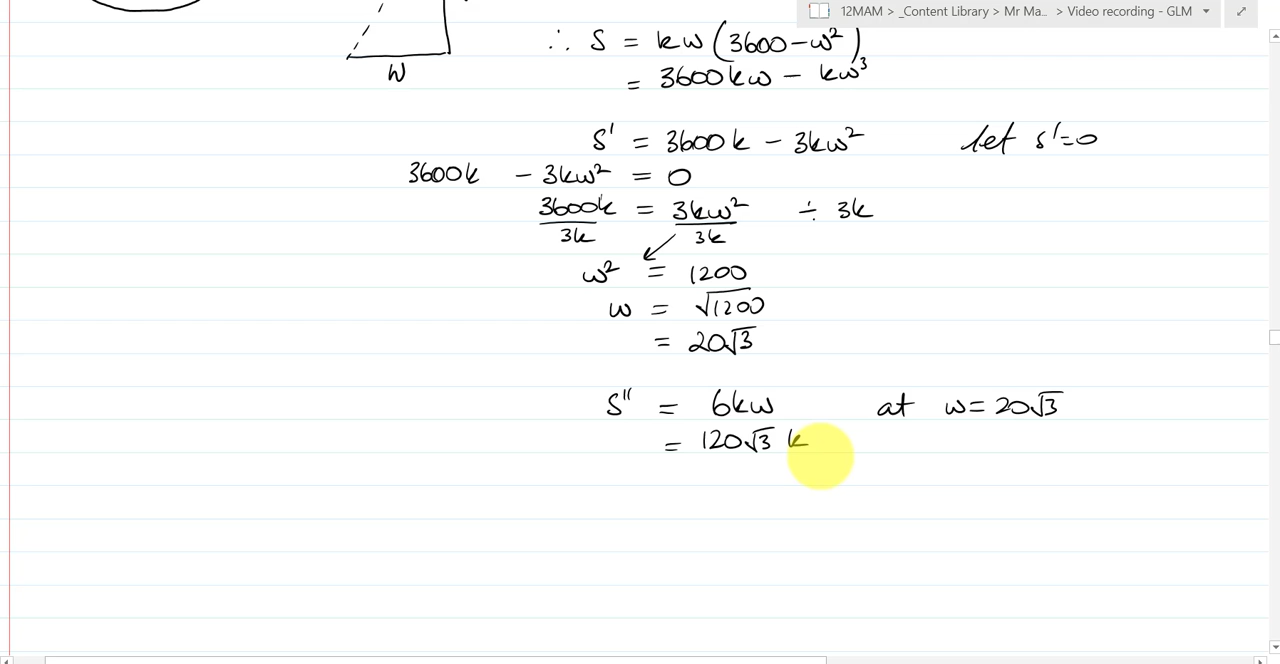 12MAM > _Content Library > Mr Ma... > Video recording - GLM
∴ S = kw(3600-w²)
= 3600kw - kw³
W
S' = 3600k - 3kw² let s'=0
3600k - 3kw² = 0
3600k/3k = 3kw²/3k ÷ 3k
w² = 1200
w = √1200
= 20√3
S'' = 6kw at w = 20√3
= 120√3 k